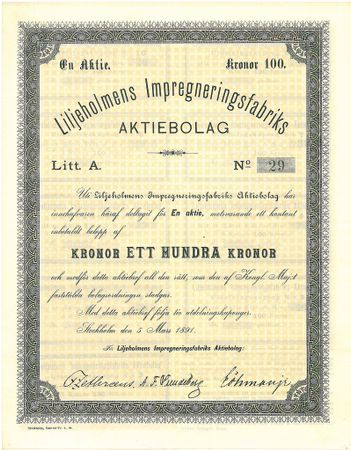 En Aktie. Kronor 100.
Liljeholmens Impregneringsfabriks
AKTIEBOLAG
Litt. A. No 29
Uti Liljeholmens Impregneringsfabriks Aktiebolag har
innehafvaren häraf deltagit för En aktie, motsvarande ett kontant
inbetaldt belopp af
KRONOR ETT HUNDRA KRONOR
och medförs detta aktiebref all den rätt, som den af Kongl. Maj:t
fastställda bolagsordningen stadgar.
Med detta aktiebref följa tio utdelningskuponger.
Stockholm den 5 Mars 1891.
För Liljeholmens Impregneringsfabriks Aktiebolag: